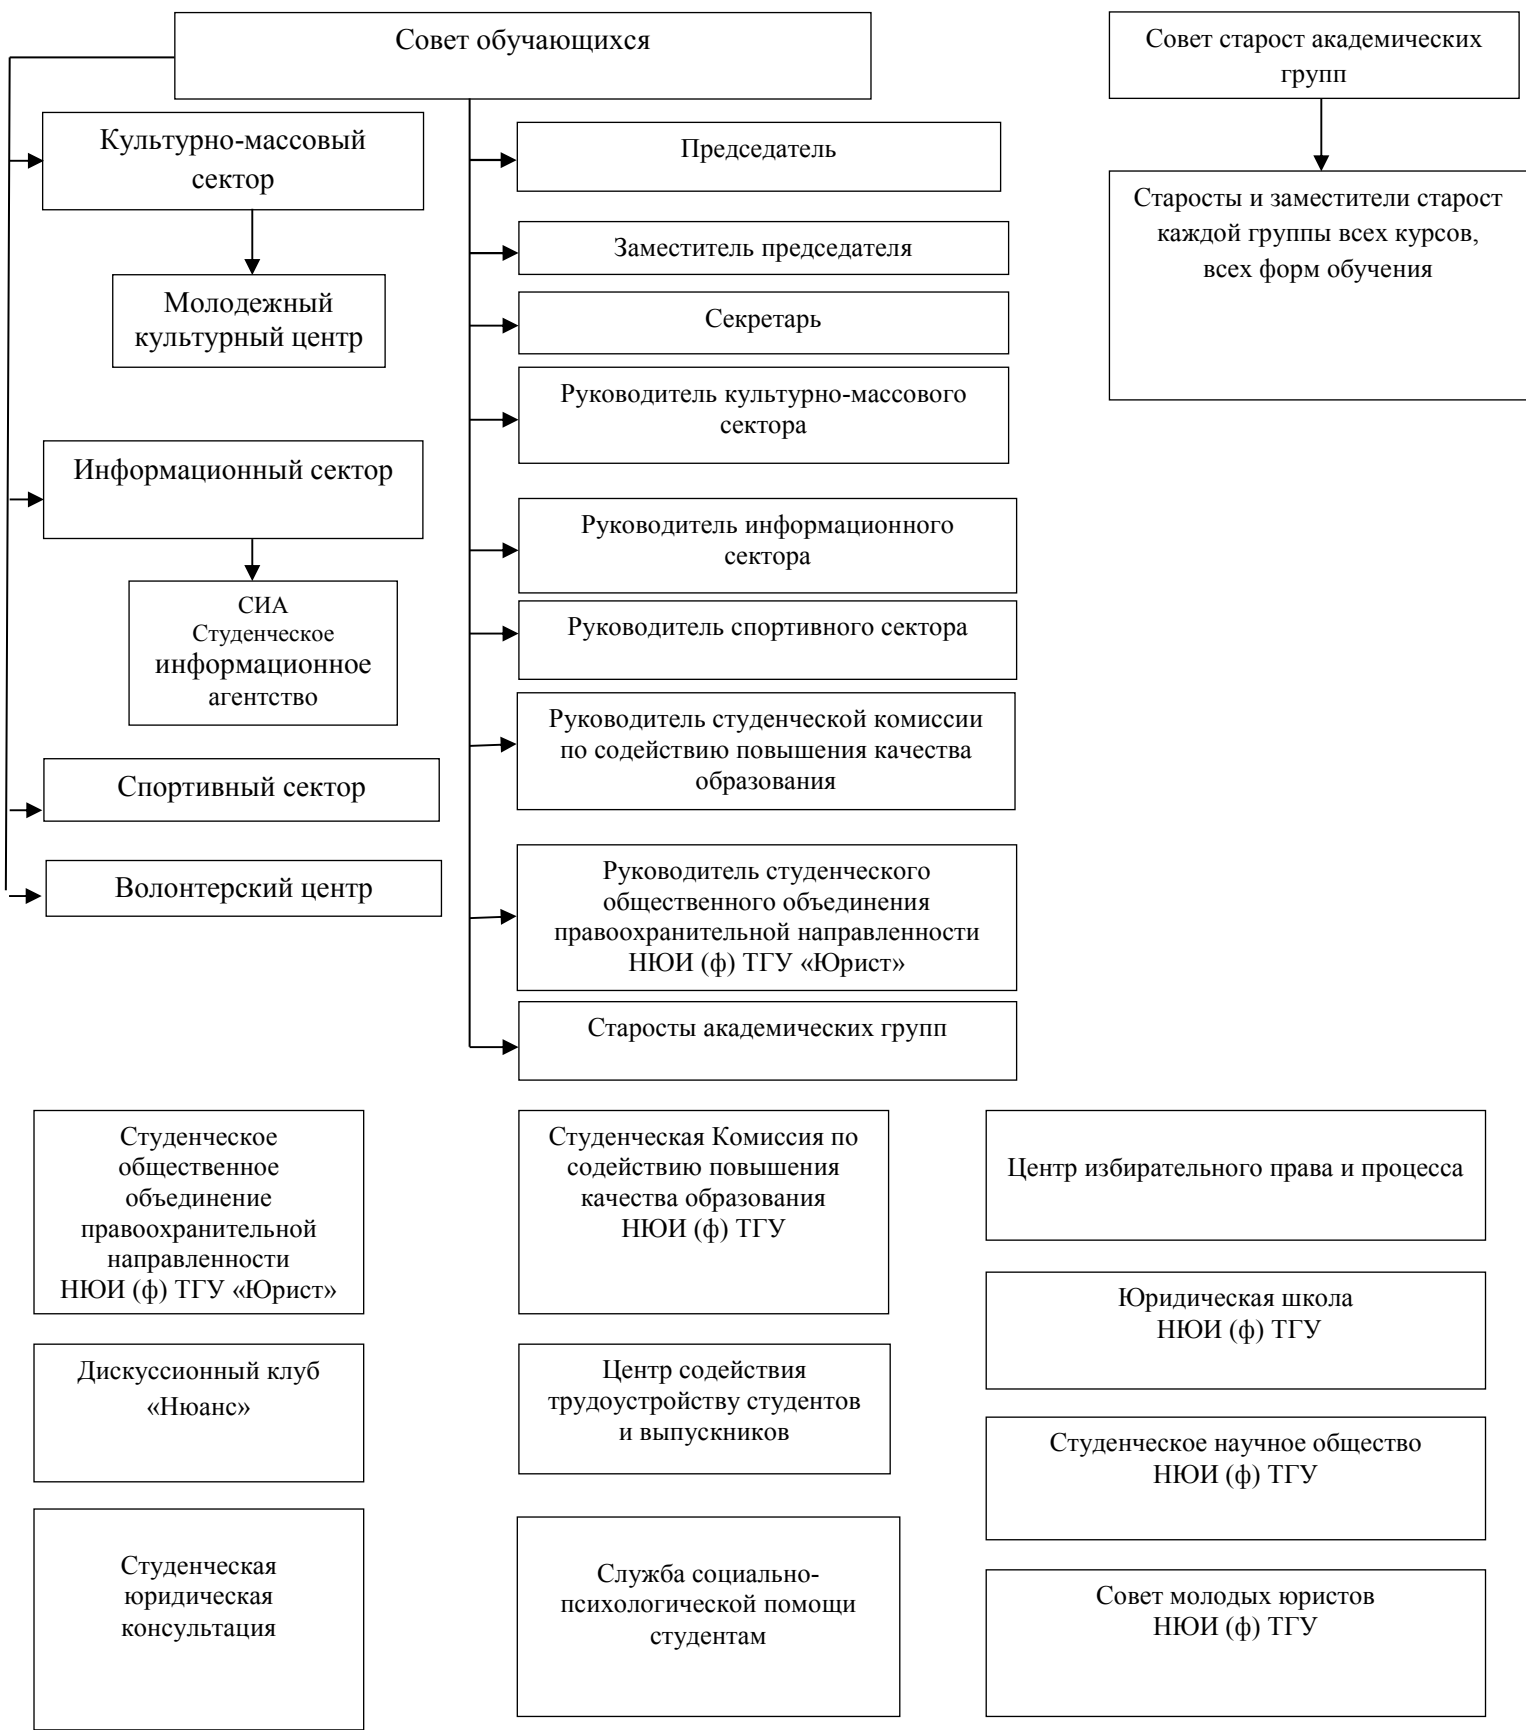 Совет обучающихся
Совет старост академических
групп
Культурно-массовый
сектор
Молодежный
культурный центр
Информационный сектор
СИА
Студенческое
информационное
агентство
Спортивный сектор
Волонтерский центр
Председатель
Заместитель председателя
Секретарь
Руководитель культурно-массового
сектора
Руководитель информационного
сектора
Руководитель спортивного сектора
Руководитель студенческой комиссии
по содействию повышения качества
образования
Руководитель студенческого
общественного объединения
правоохранительной направленности
НЮИ (ф) ТГУ «Юрист»
Старосты академических групп
Старосты и заместители старост
каждой группы всех курсов,
всех форм обучения
Студенческое
общественное
объединение
правоохранительной
направленности
НЮИ (ф) ТГУ «Юрист»
Дискуссионный клуб
«Нюанс»
Студенческая
юридическая
консультация
Студенческая Комиссия по
содействию повышения
качества образования
НЮИ (ф) ТГУ
Центр содействия
трудоустройству студентов
и выпускников
Служба социально-
психологической помощи
студентам
Центр избирательного права и процесса
Юридическая школа
НЮИ (ф) ТГУ
Студенческое научное общество
НЮИ (ф) ТГУ
Совет молодых юристов
НЮИ (ф) ТГУ